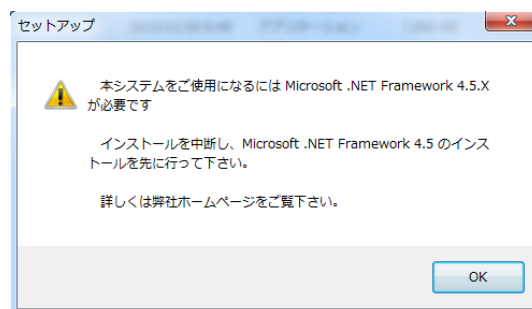 セットアップ
本システムをご使用になるには Microsoft .NET Framework 4.5.X
が必要です
インストールを中断し、Microsoft .NET Framework 4.5 のインス
トールを先に行って下さい。
詳しくは弊社ホームページをご覧下さい。
OK